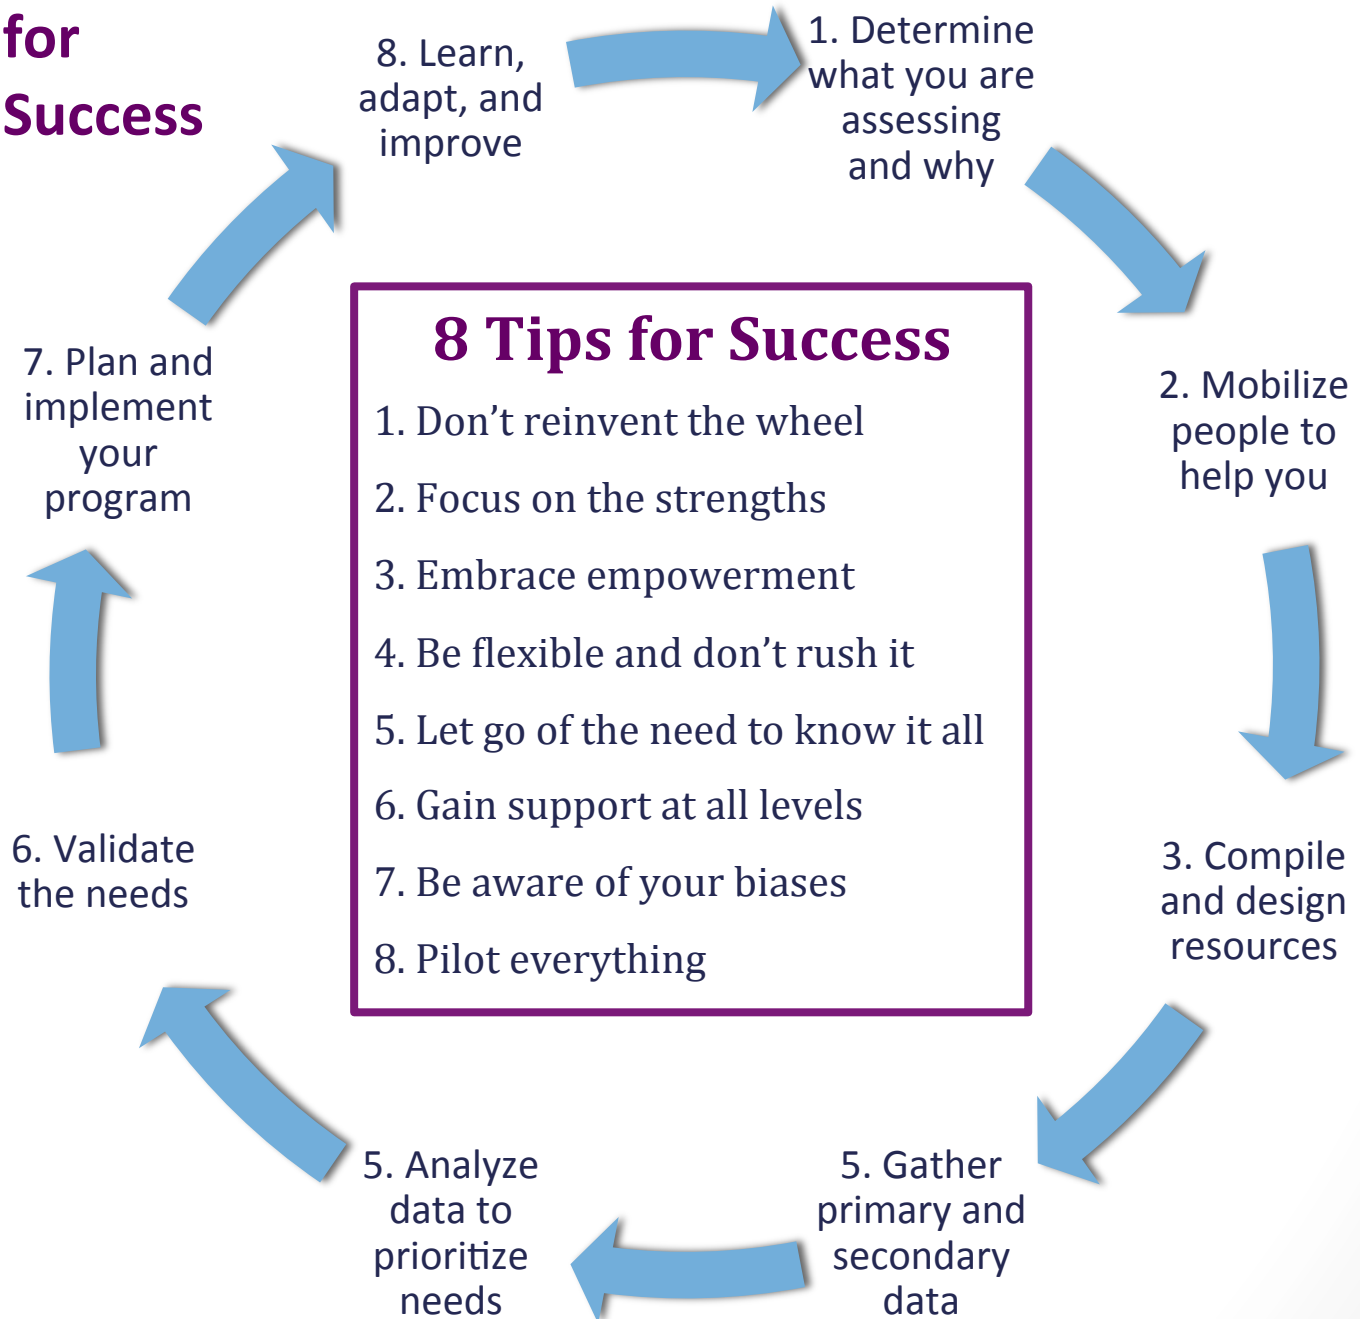 for
Success
1. Determine
what you are
assessing
and why
2. Mobilize
people to
help you
3. Compile
and design
resources
5. Gather
primary and
secondary
data
5. Analyze
data to
prioritize
needs
6. Validate
the needs
7. Plan and
implement
your
program
8. Learn,
adapt, and
improve
8 Tips for Success
1. Don’t reinvent the wheel
2. Focus on the strengths
3. Embrace empowerment
4. Be flexible and don’t rush it
5. Let go of the need to know it all
6. Gain support at all levels
7. Be aware of your biases
8. Pilot everything